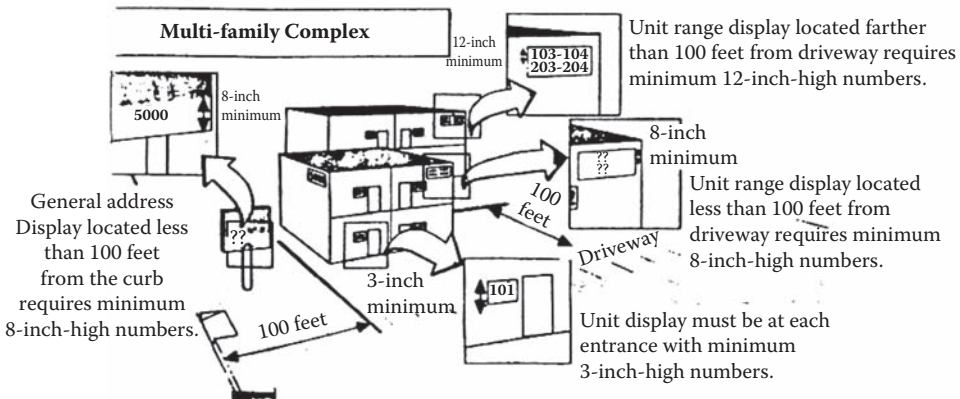 Multi-family Complex
12-inch
minimum
103-104
203-204
Unit range display located farther
than 100 feet from driveway requires
minimum 12-inch-high numbers.
5000
8-inch
minimum
??
??
8-inch
minimum
Unit range display located
less than 100 feet from
driveway requires minimum
8-inch-high numbers.
100
feet
Driveway
General address
Display located less
than 100 feet
from the curb
requires minimum
8-inch-high numbers.
??
100 feet
3-inch
minimum
101
Unit display must be at each
entrance with minimum
3-inch-high numbers.